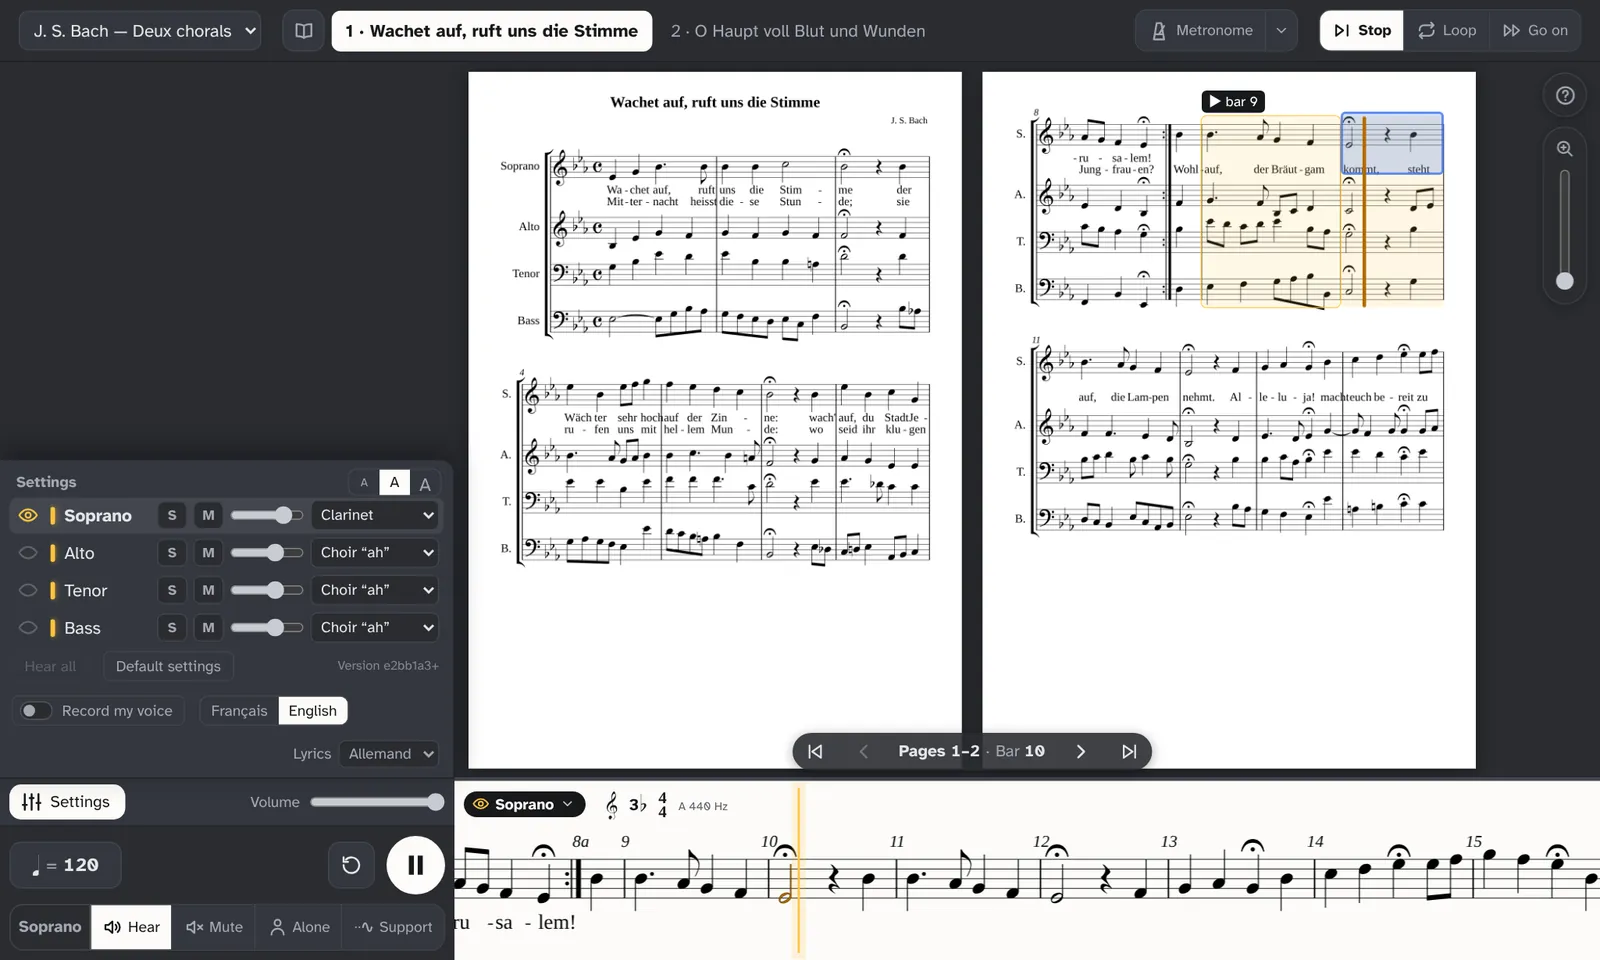 J. S. Bach — Deux chorals
1 · Wachet auf, ruft uns die Stimme
2 · O Haupt voll Blut und Wunden
Metronome
Stop
Loop
Go on
Wachet auf, ruft uns die Stimme
J. S. Bach
Soprano
Wa - chet auf, ruft uns die Stim - me der
Mit - ter - nacht heisst die - se Stun - de; sie
Alto
Tenor
Bass
4
S.
Wäch ter sehr hoch auf der Zin - ne: wach' auf, du Stadt Je -
ru - fen uns mit hel - lem Mun - de: wo seid ihr klu - gen
A.
T.
B.
bar 9
8
S.
- ru - sa - lem!
Jung - frau - en? Wohl - auf, der Bräut - gam kommt, steht
A.
T.
B.
11
S.
auf, die Lam - pen nehmt. Al - le - lu - ja! macht euch be - reit zu
A.
T.
B.
Pages 1–2 · Bar 10
Settings
A A A
Soprano S M Clarinet
Alto S M Choir “ah”
Tenor S M Choir “ah”
Bass S M Choir “ah”
Hear all
Default settings
Version e2bb1a3+
Record my voice
Français
English
Lyrics
Allemand
Settings
Volume
= 120
Soprano
Hear
Mute
Alone
Support
Soprano
3♭
4
4
A 440 Hz
8a 9 10 11 12 13 14 15
ru - sa - lem!